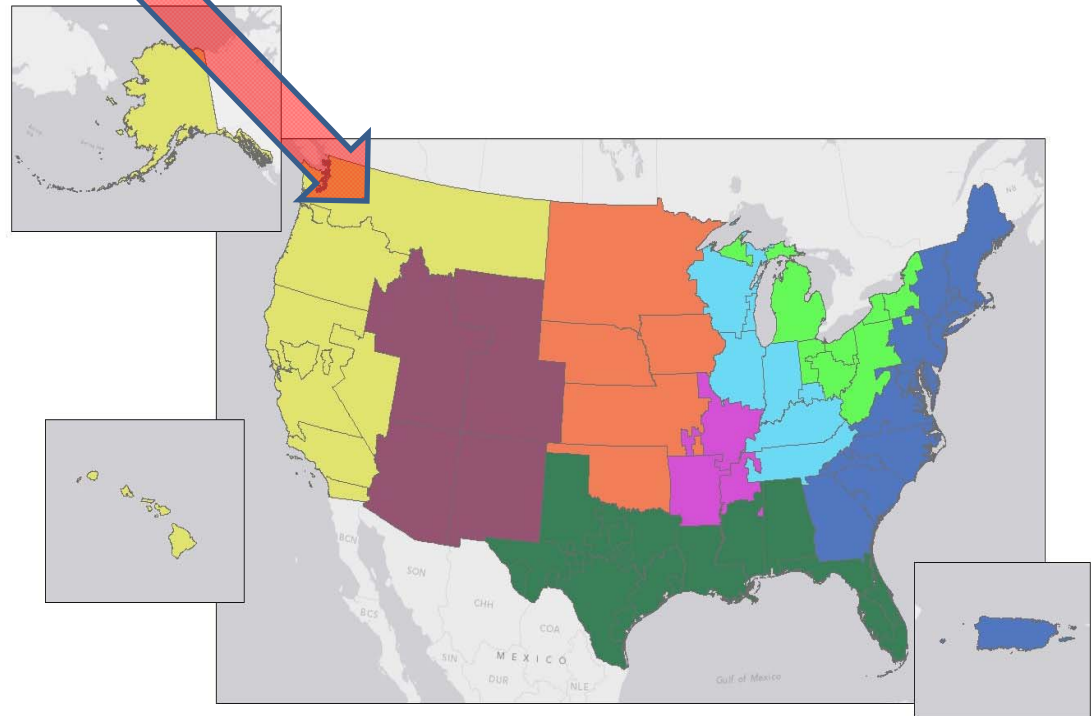 NB
BCN
SON
BCS
CHH
COA
SIN
MEXICO
DUR
NLE
Gulf of Mexico